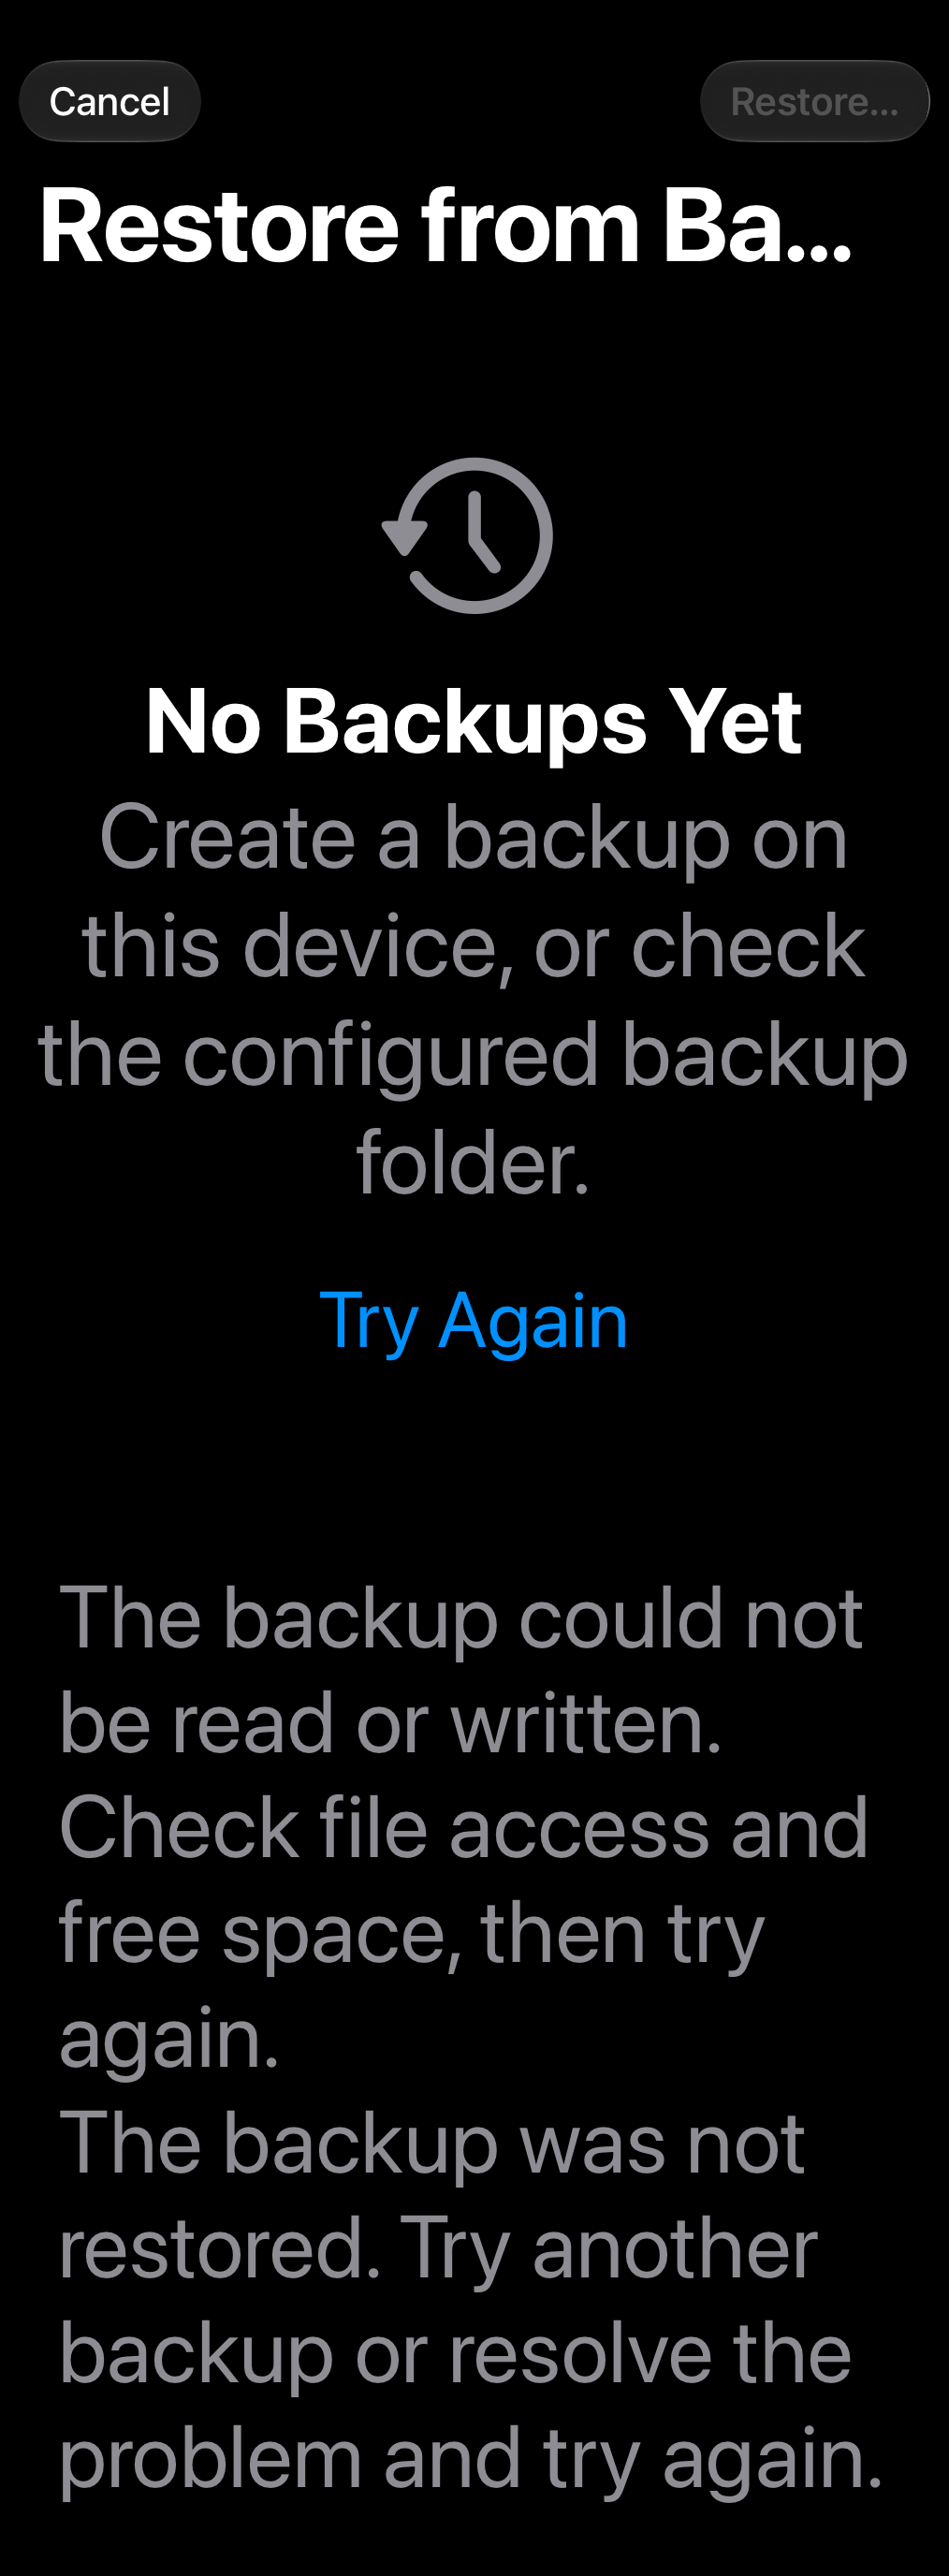 Cancel
Restore...
Restore from Ba...
No Backups Yet
Create a backup on
this device, or check
the configured backup
folder.
Try Again
The backup could not
be read or written.
Check file access and
free space, then try
again.
The backup was not
restored. Try another
backup or resolve the
problem and try again.